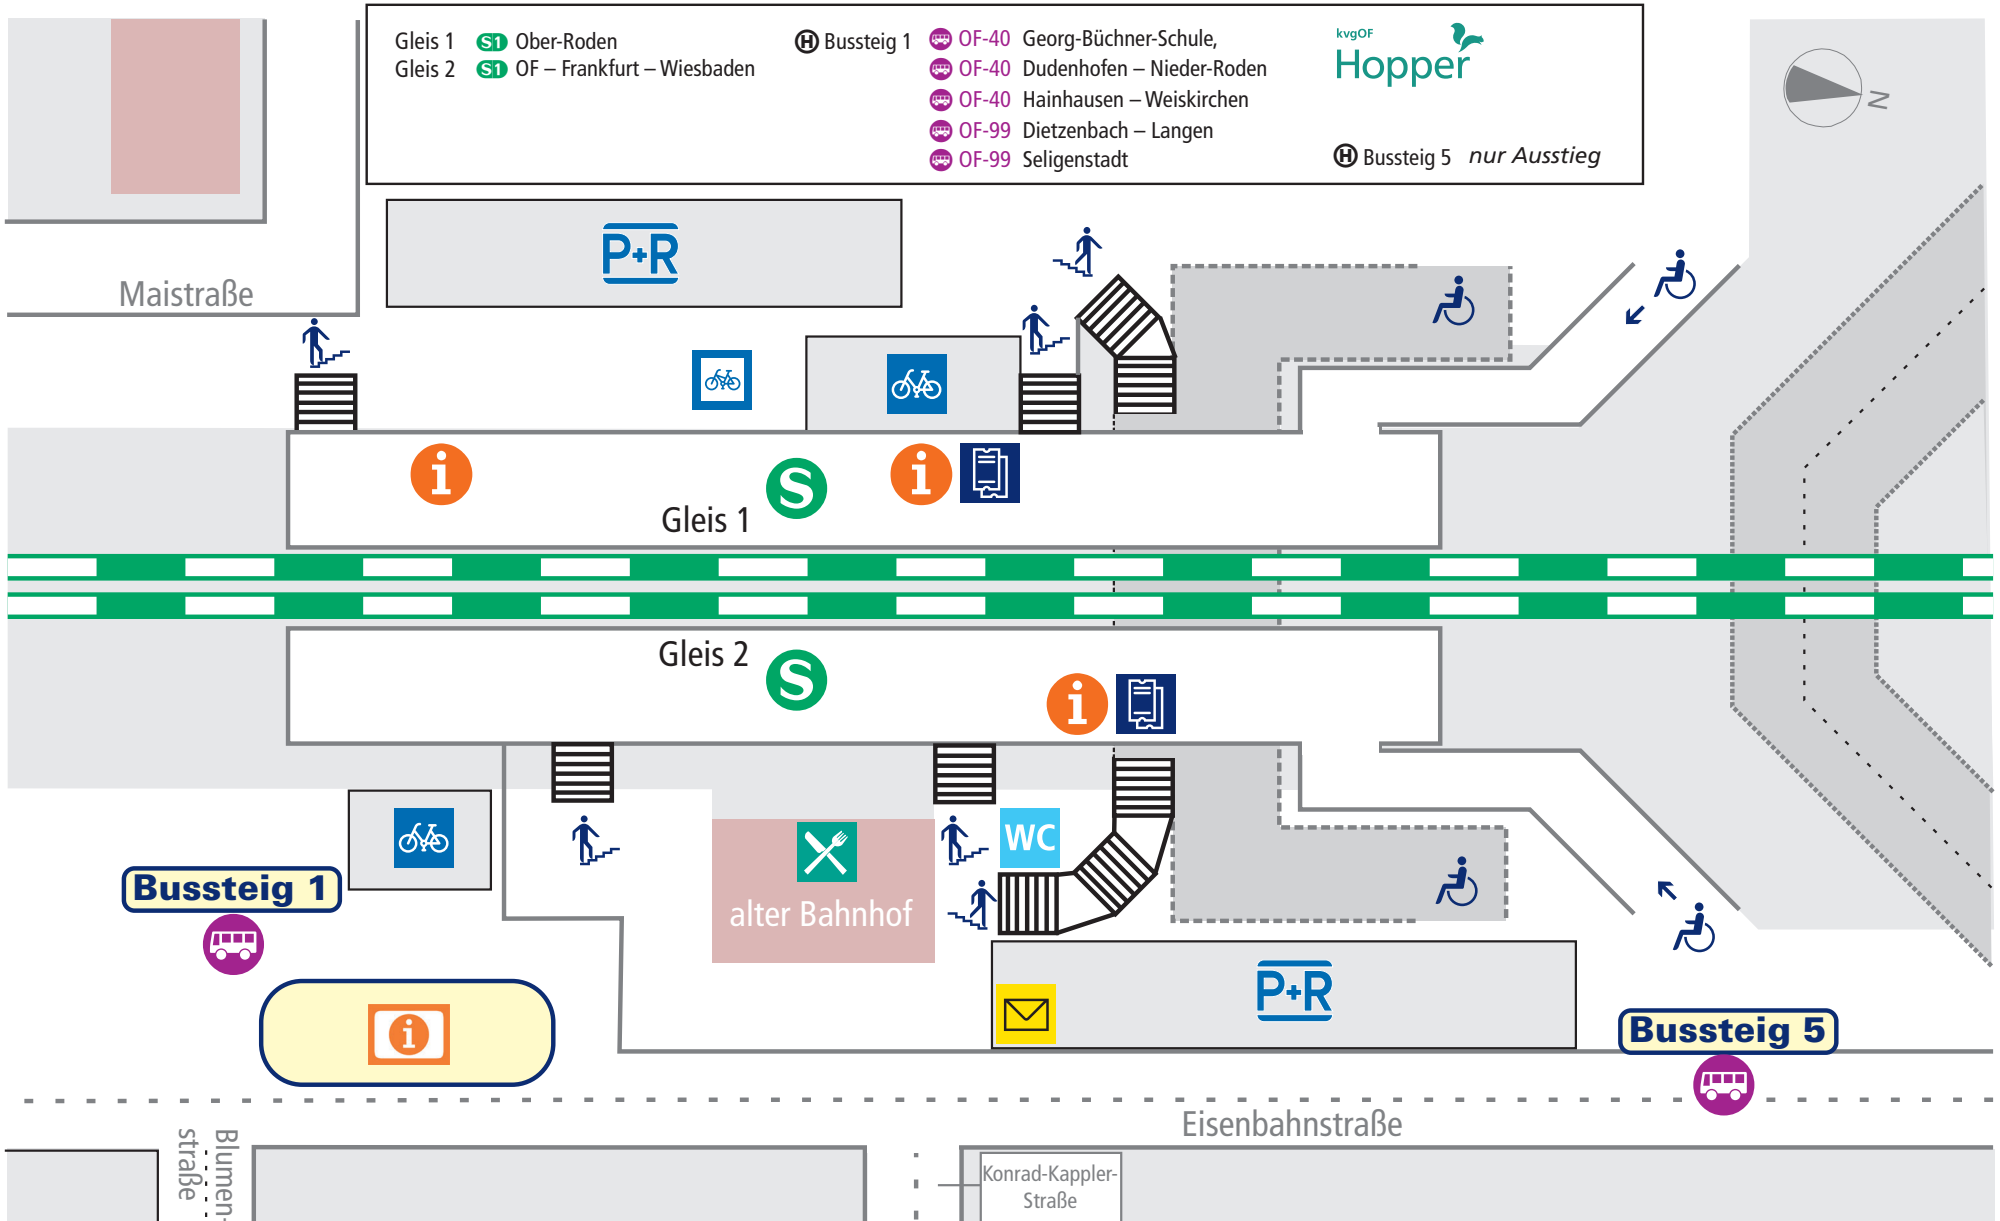 Gleis 1 S1 Ober-Roden
Gleis 2 S1 OF – Frankfurt – Wiesbaden
H Bussteig 1
OF-40 Georg-Büchner-Schule,
OF-40 Dudenhofen – Nieder-Roden
OF-40 Hainhausen – Weiskirchen
OF-99 Dietzenbach – Langen
OF-99 Seligenstadt
kvgOF
Hopper
H Bussteig 5 nur Ausstieg
N
P+R
Maistraße
i
S
i
Gleis 1
Gleis 2
S
i
WC
alter Bahnhof
Bussteig 1
i
P+R
Bussteig 5
Eisenbahnstraße
Blumen-
straße
Konrad-Kappler-
Straße